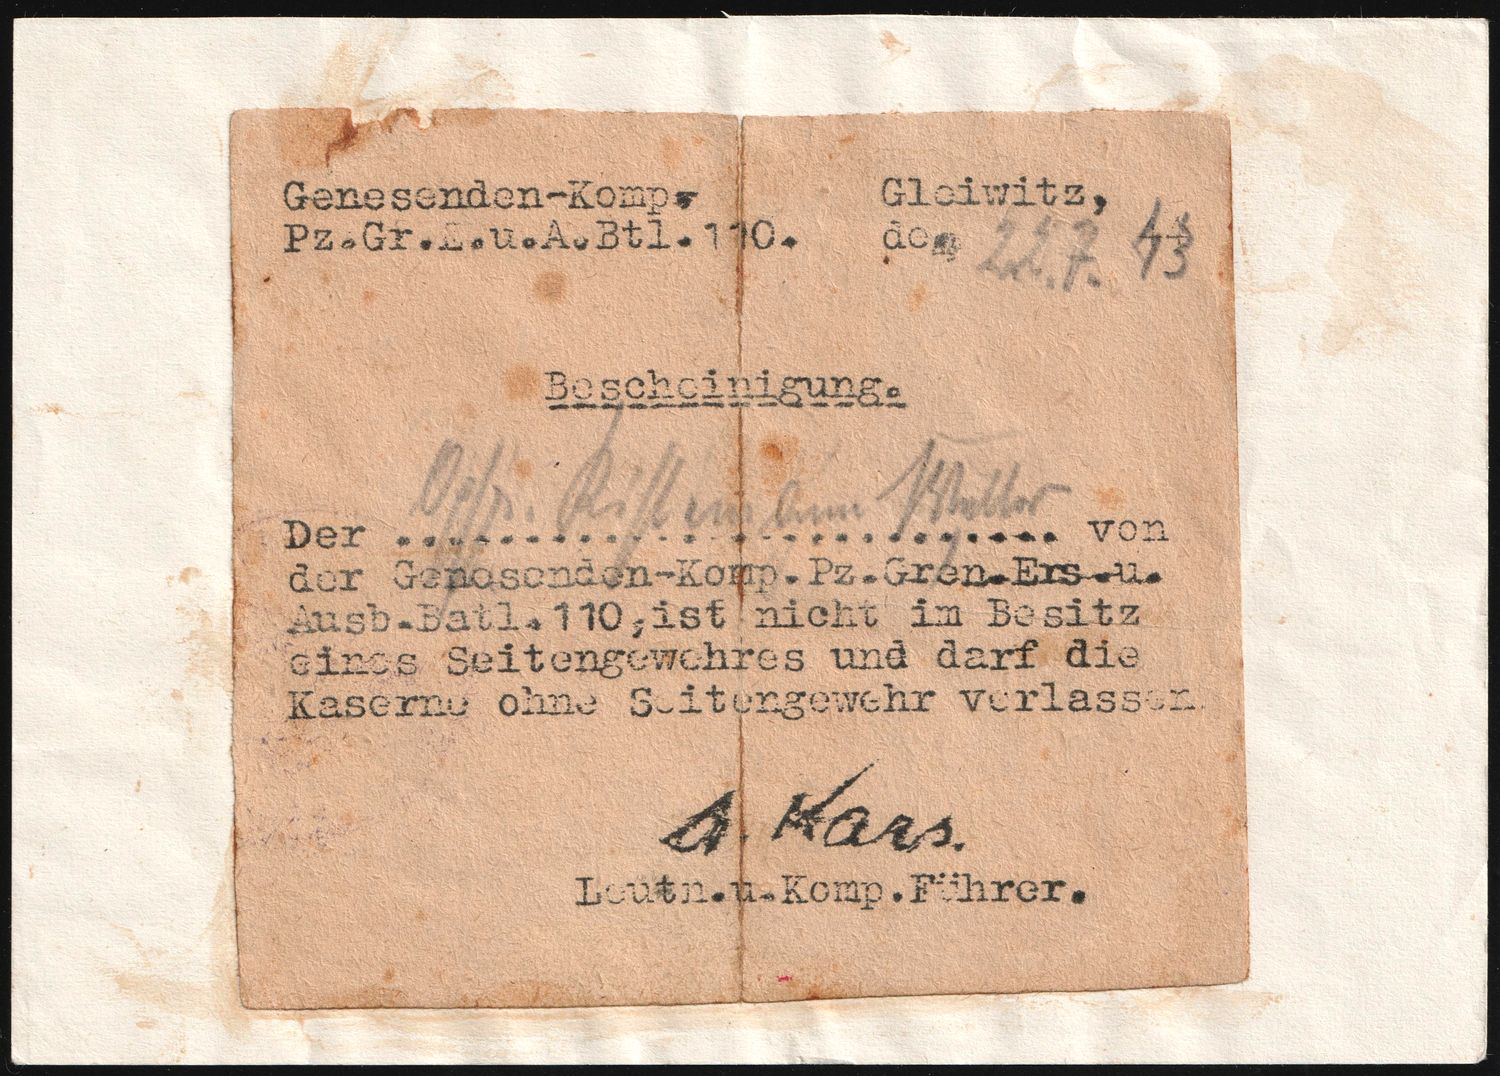 Genesenden-Komp.
Pz.Gr.E.u.A.Btl.110.
Gleiwitz,
den 22.7.43
Bescheinigung.
Der .......................... von
der Genesenden-Komp.Pz.Gren.Ers.u.
Ausb.Batl.110,ist nicht im Besitz
eines Seitengewehres und darf die
Kaserne ohne Seitengewehr verlassen.
A. Kars.
Leutn.u.Komp.Führer.